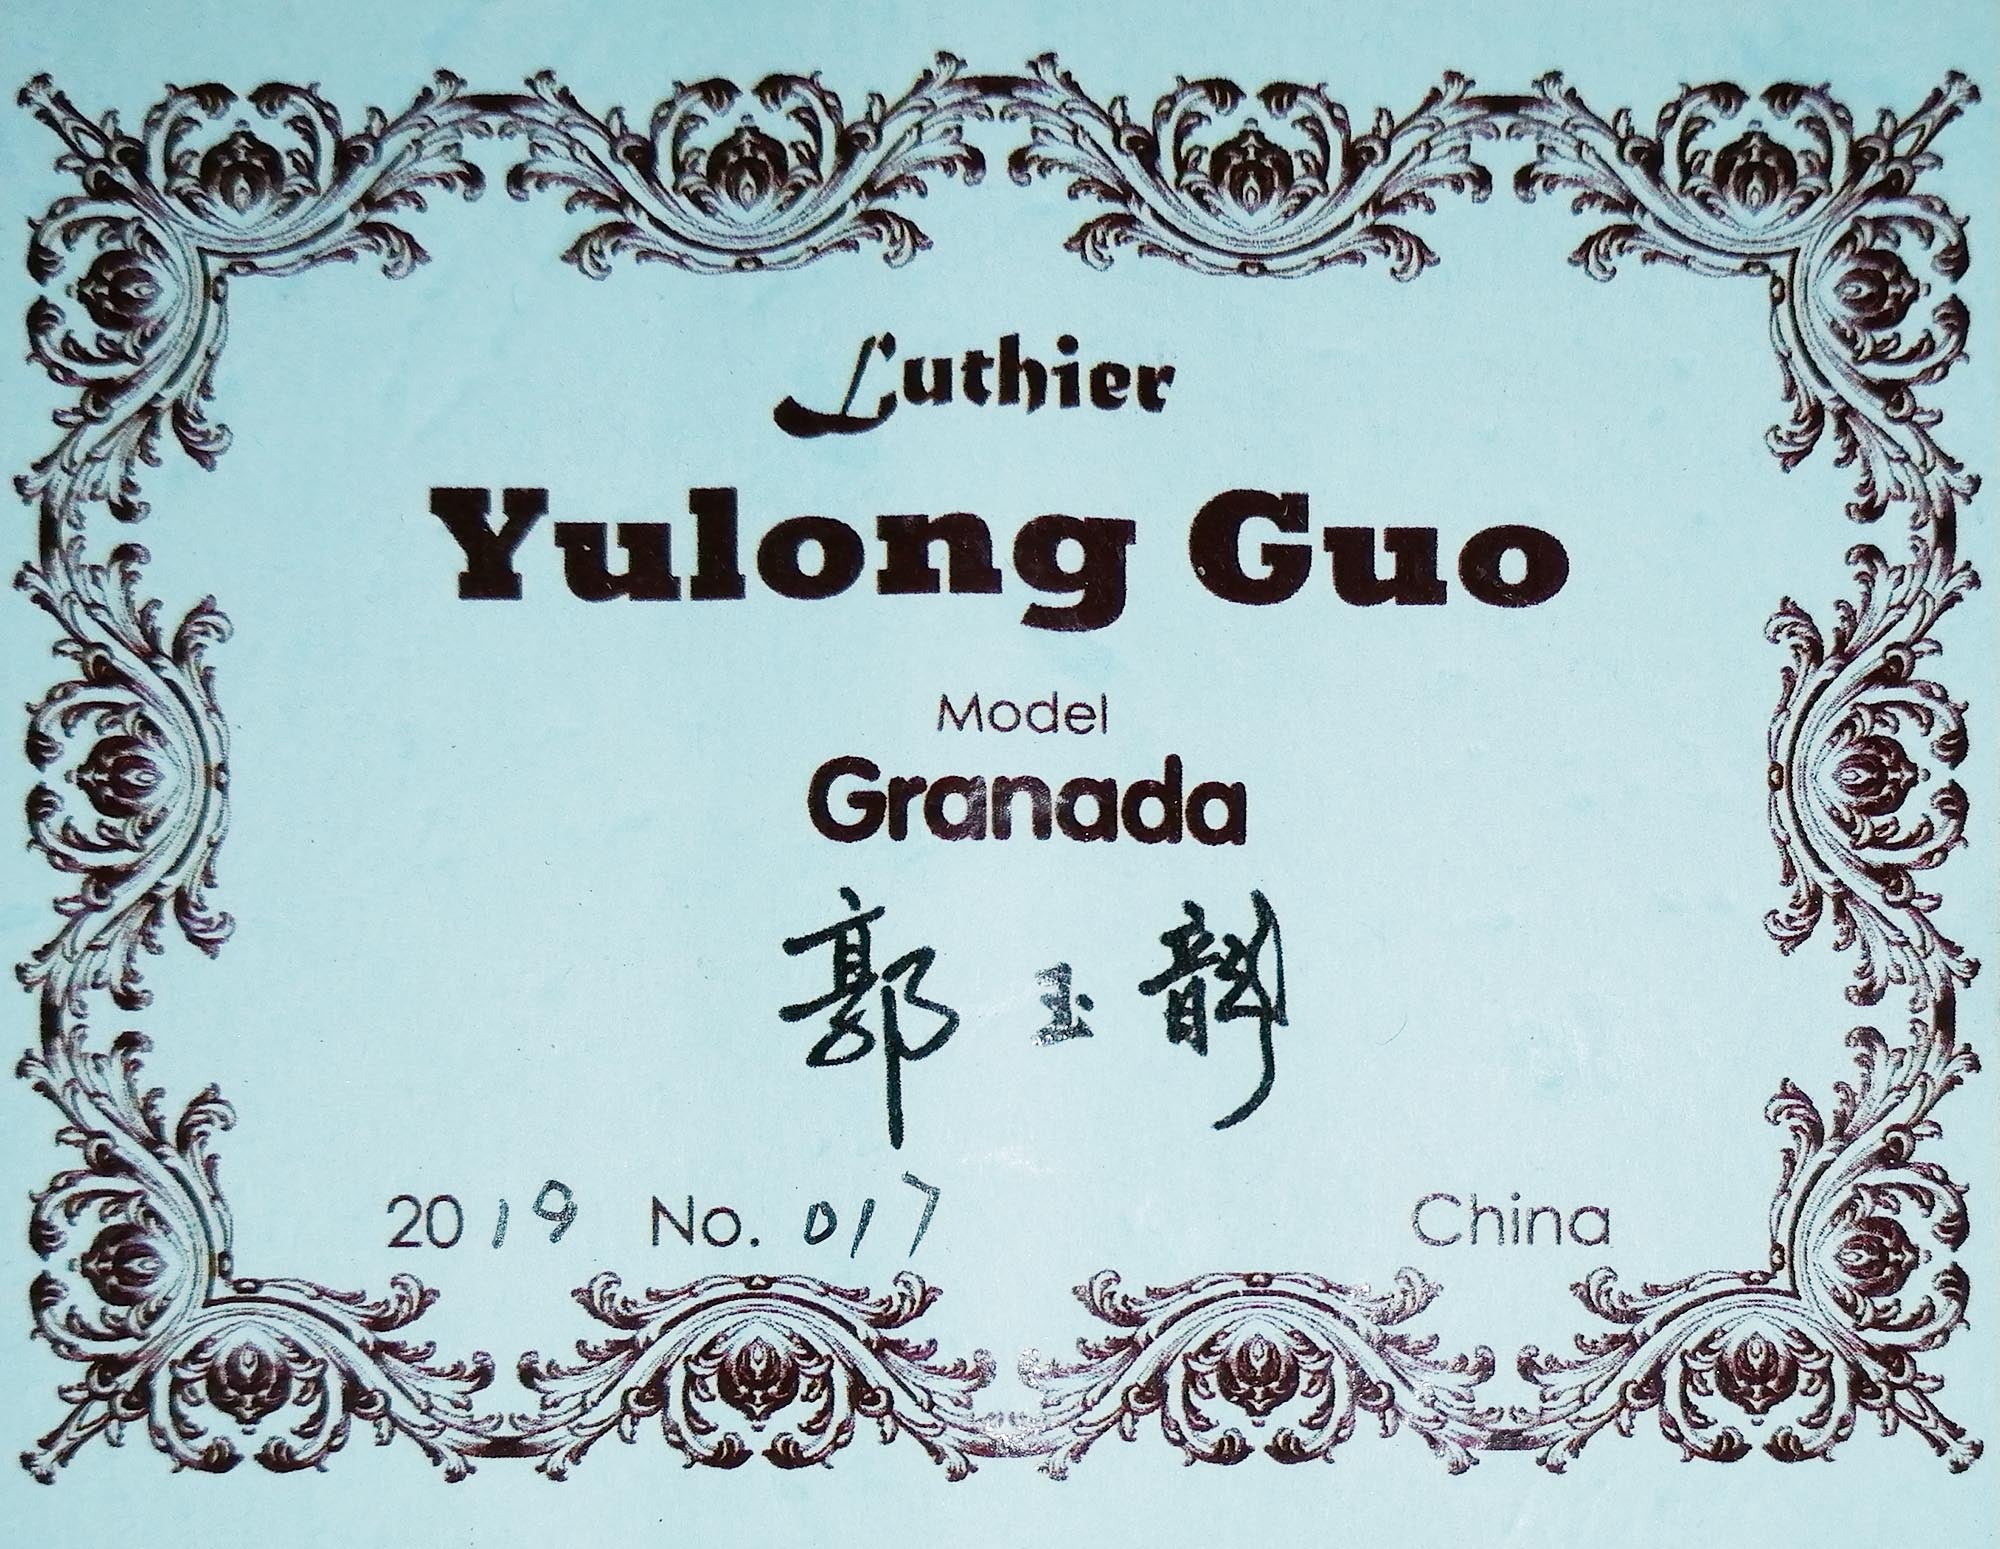 Luthier
Yulong Guo
Model
Granada
郭玉龍
2019 No. 017 China